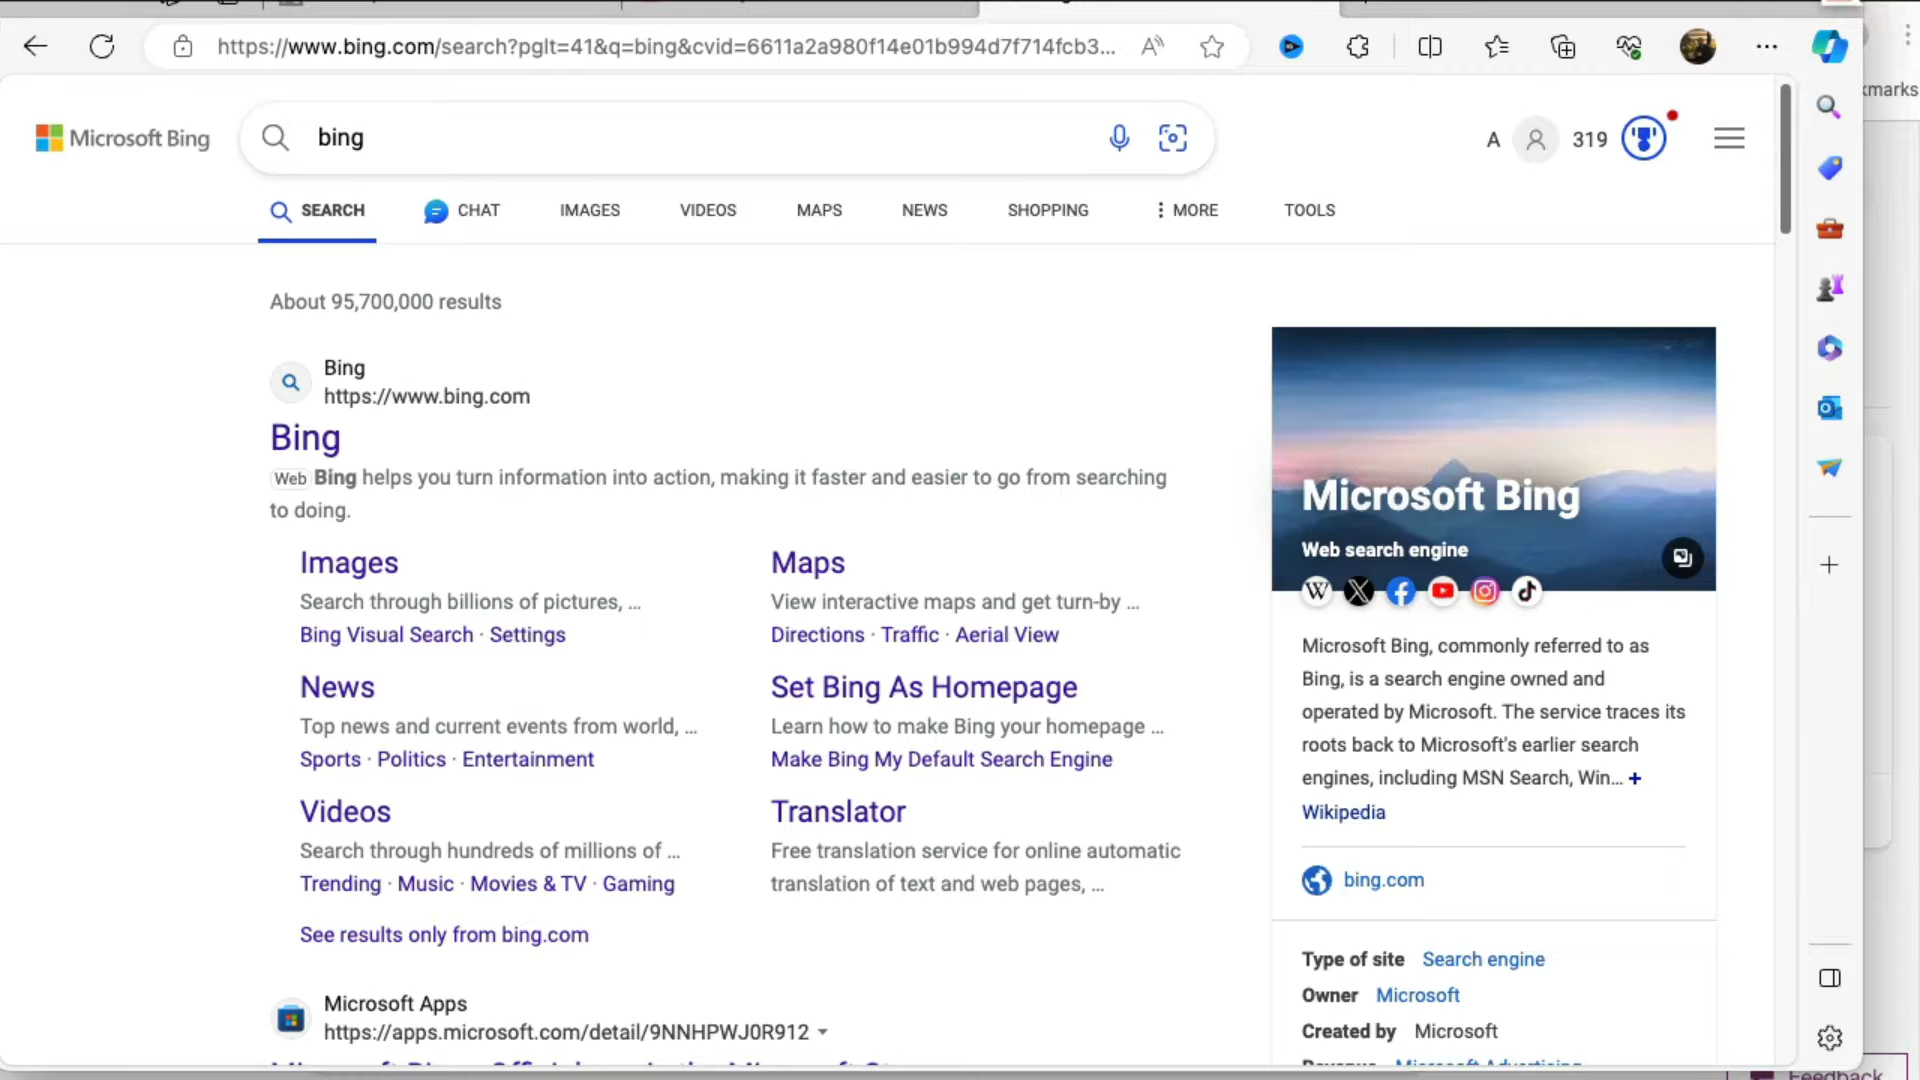 https://www.bing.com/search?pglt=41&q=bing&cvid=6611a2a980f14e01b994d7f714fcb3...
kmarks
Microsoft Bing
bing
A 319
SEARCH CHAT IMAGES VIDEOS MAPS NEWS SHOPPING MORE TOOLS
About 95,700,000 results
Bing
https://www.bing.com
Bing
Web Bing helps you turn information into action, making it faster and easier to go from searching
to doing.
Images
Search through billions of pictures, ...
Bing Visual Search · Settings
Maps
View interactive maps and get turn-by ...
Directions · Traffic · Aerial View
News
Top news and current events from world, ...
Sports · Politics · Entertainment
Set Bing As Homepage
Learn how to make Bing your homepage ...
Make Bing My Default Search Engine
Videos
Search through hundreds of millions of ...
Trending · Music · Movies & TV · Gaming
Translator
Free translation service for online automatic
translation of text and web pages, ...
See results only from bing.com
Microsoft Apps
https://apps.microsoft.com/detail/9NNHPWJ0R912
Microsoft Bing
Web search engine
Microsoft Bing, commonly referred to as
Bing, is a search engine owned and
operated by Microsoft. The service traces its
roots back to Microsoft's earlier search
engines, including MSN Search, Win... +
Wikipedia
bing.com
Type of site Search engine
Owner Microsoft
Created by Microsoft
Revenue Microsoft Advertising
Feedback